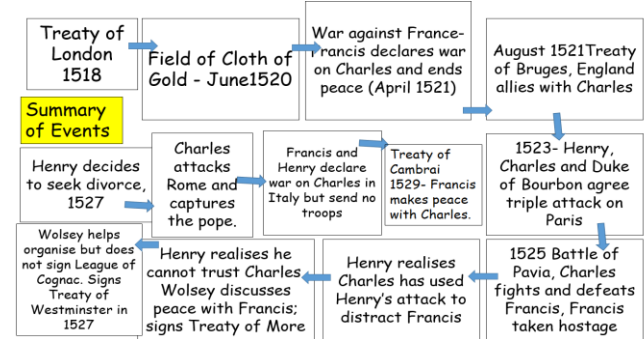 Treaty of
London
1518
Field of Cloth of
Gold - June1520
War against France-
Francis declares war
on Charles and ends
peace (April 1521)
August 1521Treaty
of Bruges, England
allies with Charles
Summary
of Events
1523- Henry,
Charles and Duke
of Bourbon agree
triple attack on
Paris
1525 Battle of
Pavia, Charles
fights and defeats
Francis, Francis
taken hostage
Henry realises
Charles has used
Henry's attack to
distract Francis
Henry realises he
cannot trust Charles
Wolsey discusses
peace with Francis;
signs Treaty of More
Wolsey helps
organise but does
not sign League of
Cognac. Signs
Treaty of
Westminster in
1527
Henry decides
to seek divorce,
1527
Charles
attacks
Rome and
captures
the pope.
Francis and
Henry declare
war on Charles in
Italy but send no
troops
Treaty of
Cambrai
1529- Francis
makes peace
with Charles.